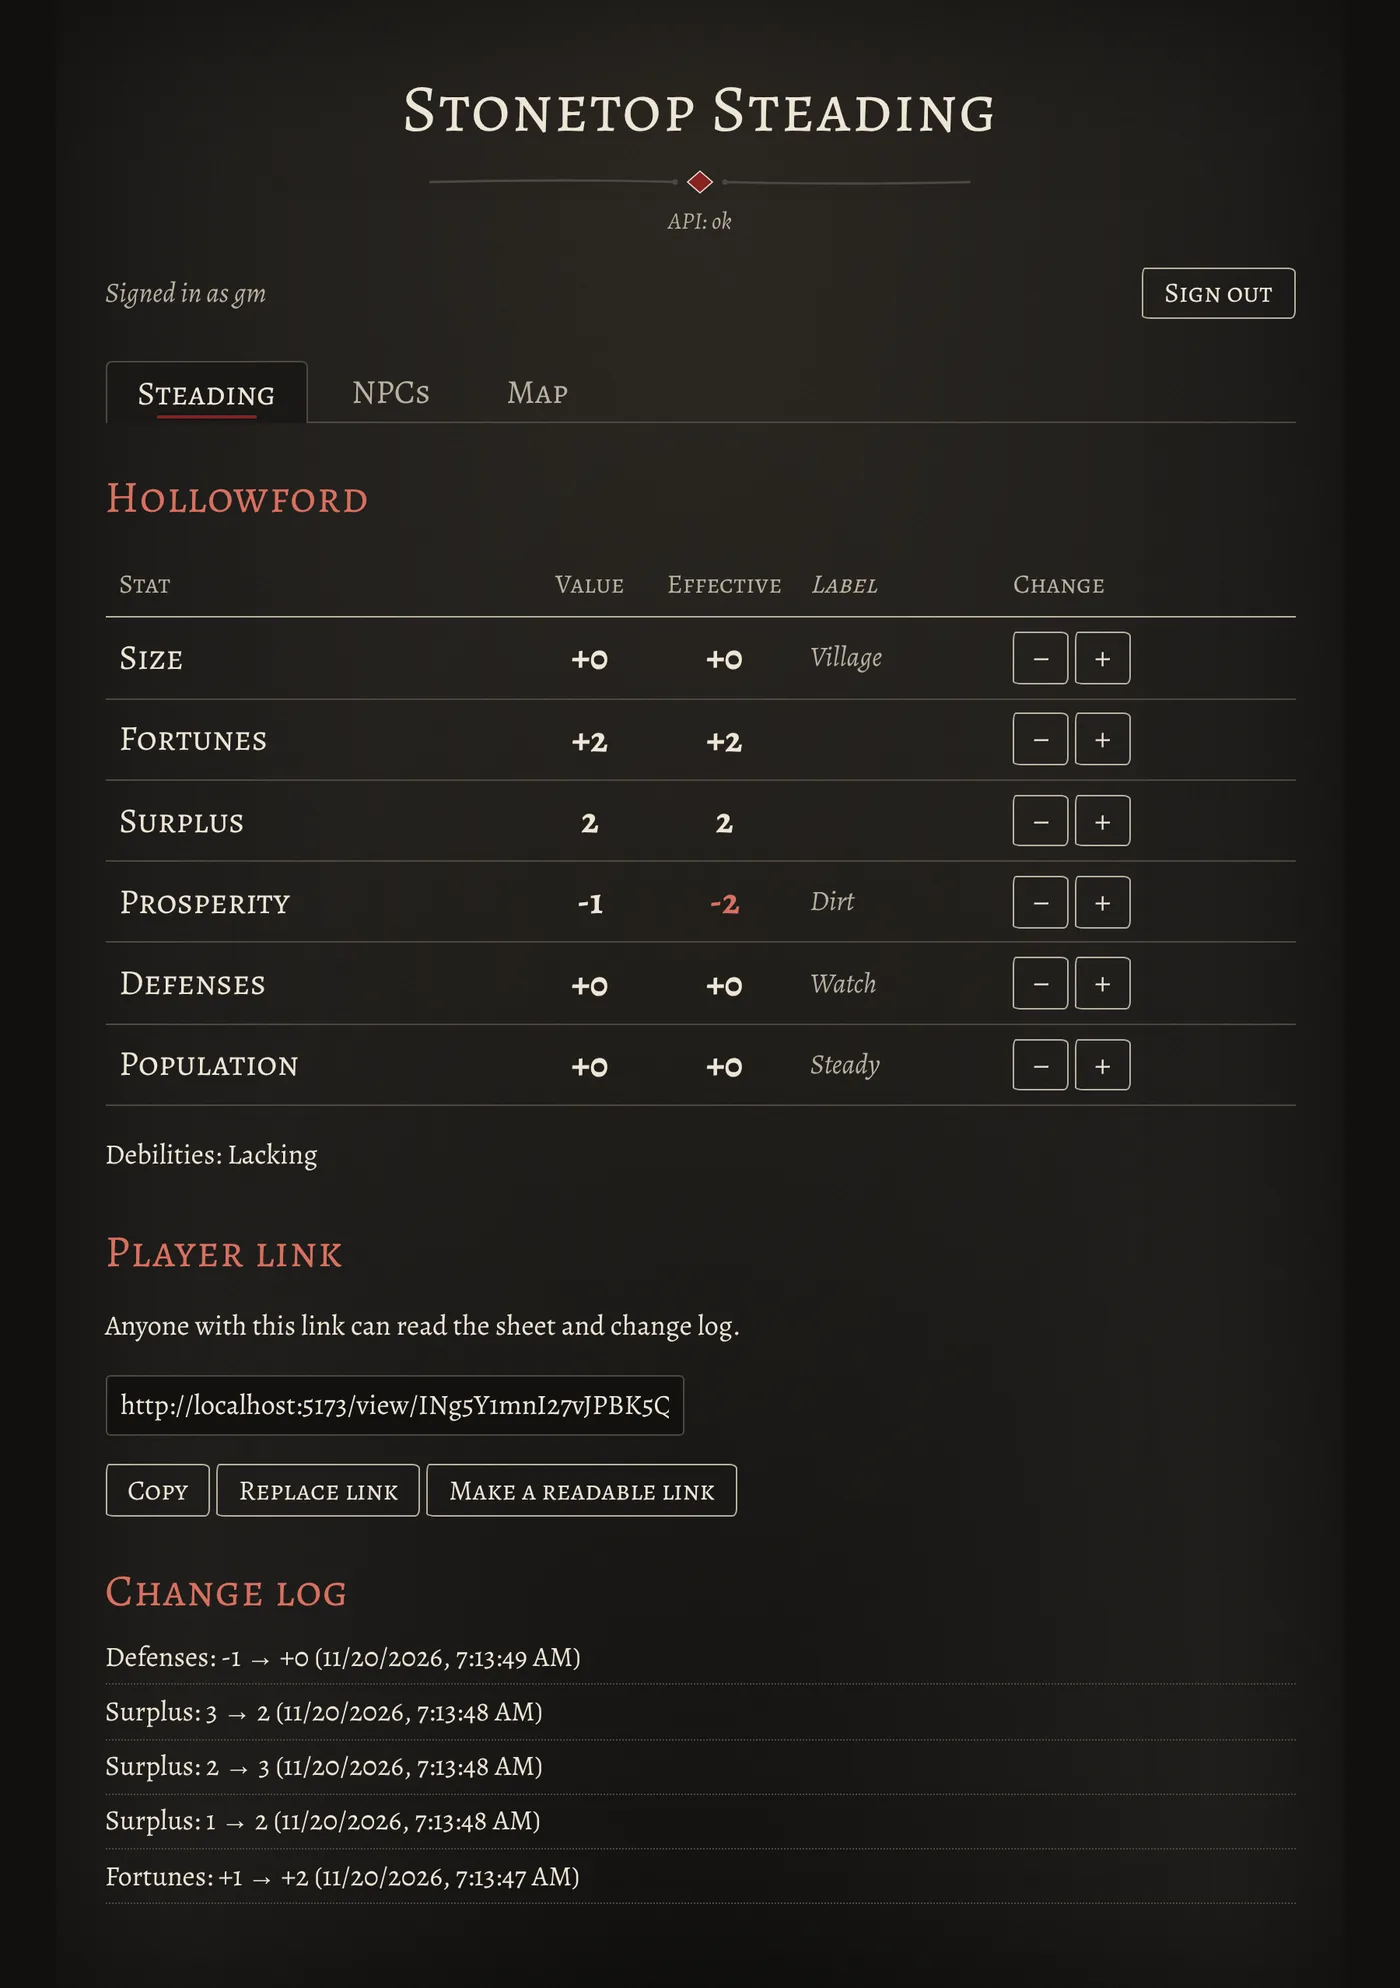 Stonetop Steading
API: ok
Signed in as gm
Sign out
Steading NPCs Map
Hollowford
Stat Value Effective Label Change
Size +0 +0 Village − +
Fortunes +2 +2 − +
Surplus 2 2 − +
Prosperity -1 -2 Dirt − +
Defenses +0 +0 Watch − +
Population +0 +0 Steady − +
Debilities: Lacking
Player link
Anyone with this link can read the sheet and change log.
http://localhost:5173/view/INg5Y1mnI27vJPBK5Q
Copy Replace link Make a readable link
Change log
Defenses: -1 → +0 (11/20/2026, 7:13:49 AM)
Surplus: 3 → 2 (11/20/2026, 7:13:48 AM)
Surplus: 2 → 3 (11/20/2026, 7:13:48 AM)
Surplus: 1 → 2 (11/20/2026, 7:13:48 AM)
Fortunes: +1 → +2 (11/20/2026, 7:13:47 AM)